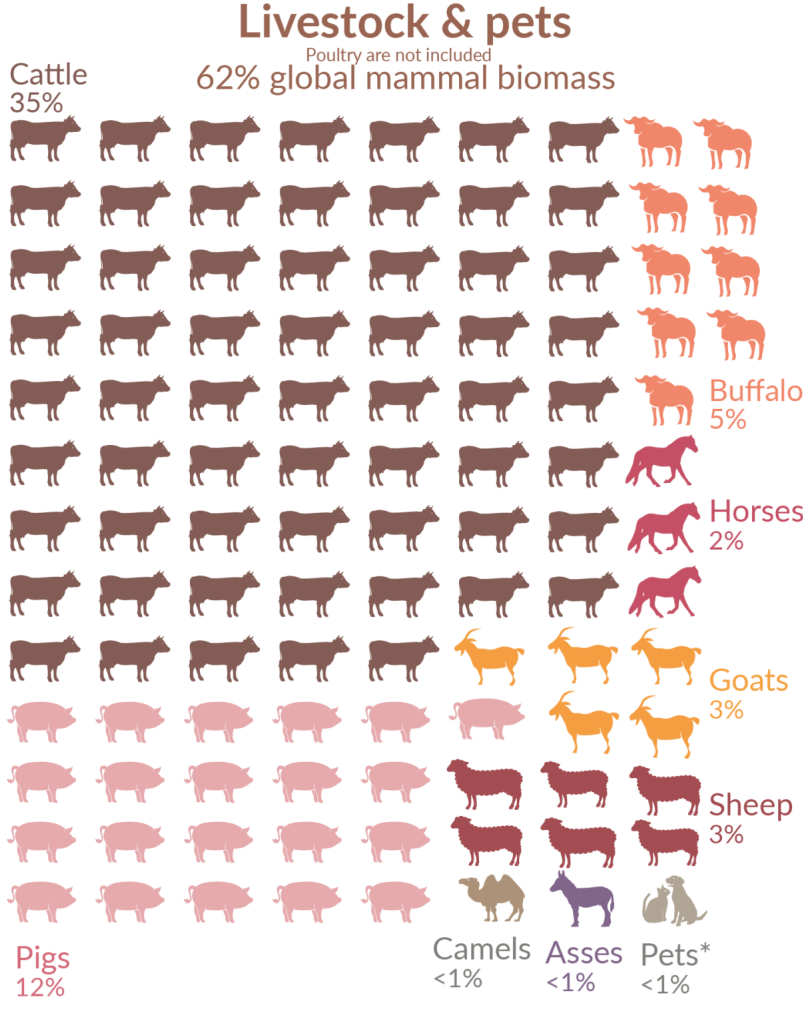 Livestock & pets
Poultry are not included
62% global mammal biomass
Cattle
35%
Buffalo
5%
Horses
2%
Goats
3%
Sheep
3%
Pigs
12%
Camels
<1%
Asses
<1%
Pets*
<1%